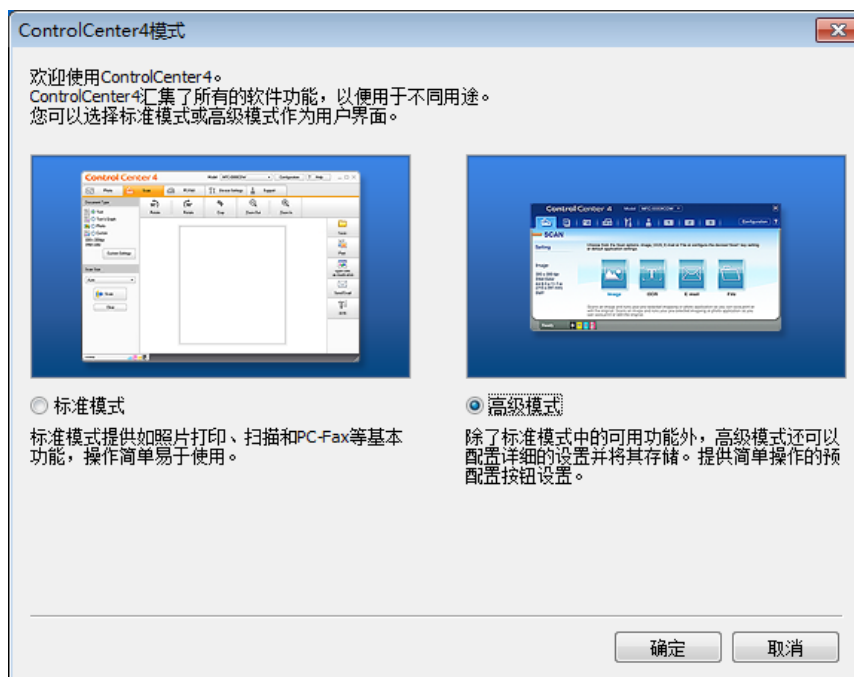 ControlCenter4模式
欢迎使用ControlCenter4。
ControlCenter4汇集了所有的软件功能，以便用于不同用途。
您可以选择标准模式或高级模式作为用户界面。
Control Center 4
Control Center 4
SCAN
Setting
Image
Image OCR E-mail File
标准模式
标准模式提供如照片打印、扫描和PC-Fax等基本
功能，操作简单易于使用。
高级模式
除了标准模式中的可用功能外，高级模式还可以
配置详细的设置并将其存储。提供简单操作的预
配置按钮设置。
确定
取消